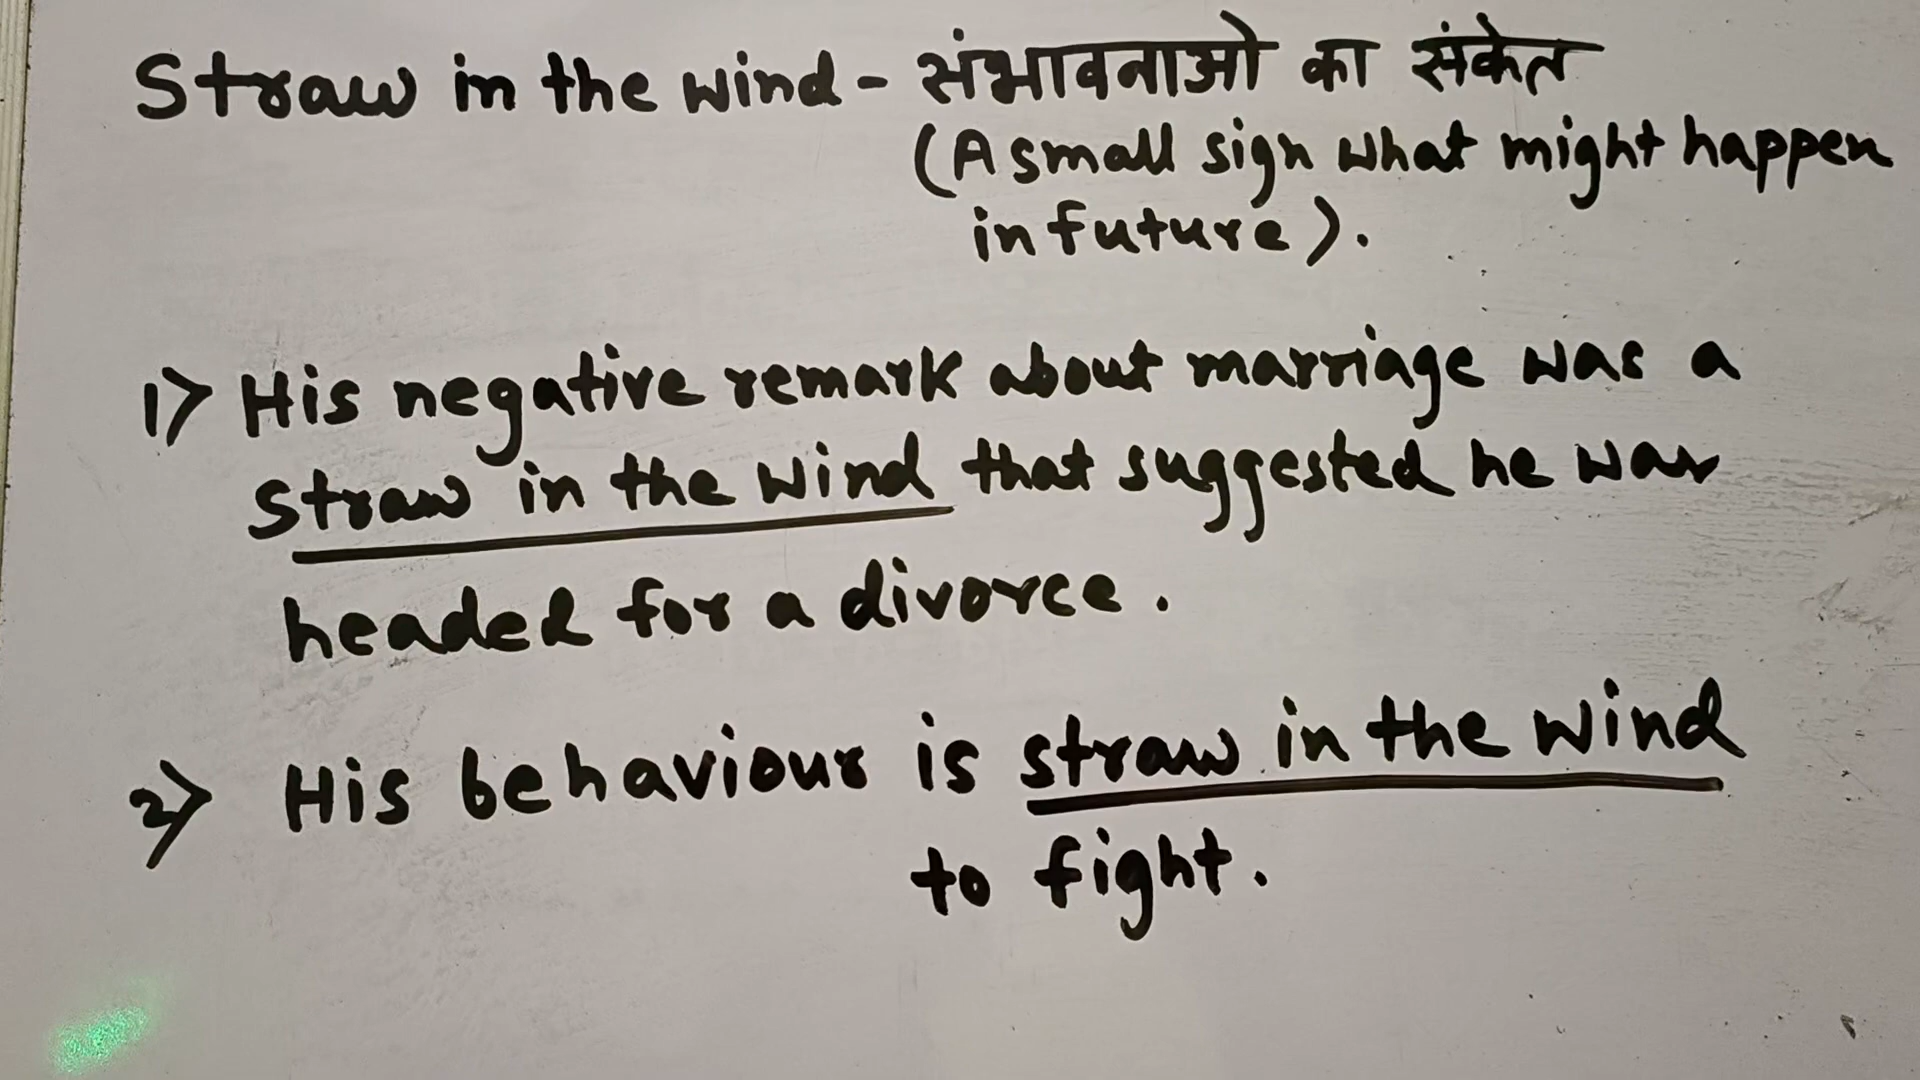 Straw in the wind - संभावनाओ का संकेत
(A small sign what might happen
in future).
1) His negative remark about marriage was a
straw in the wind that suggested he was
headed for a divorce.
2) His behaviour is straw in the wind
to fight.